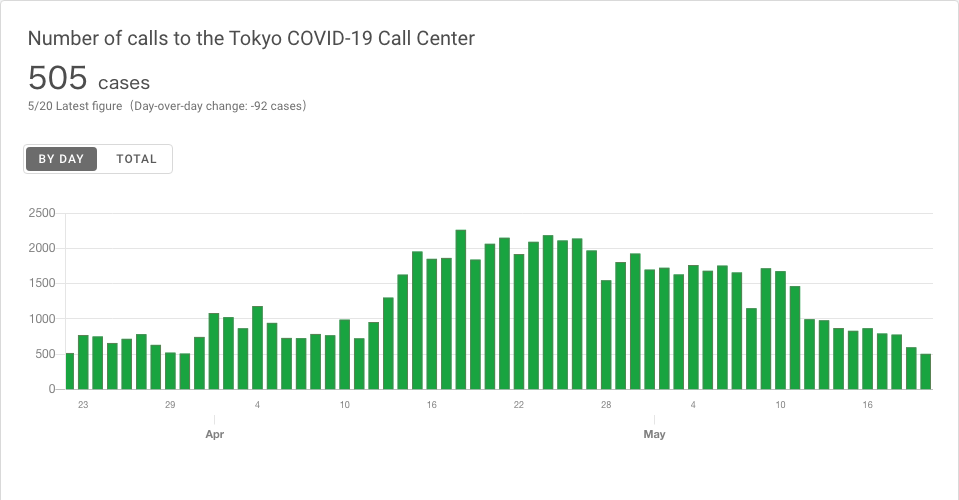 Number of calls to the Tokyo COVID-19 Call Center
505 cases
5/20 Latest figure（Day-over-day change: -92 cases）
BY DAY TOTAL
2500
2000
1500
1000
500
0
23 29 4 10 16 22 28 4 10 16
Apr May